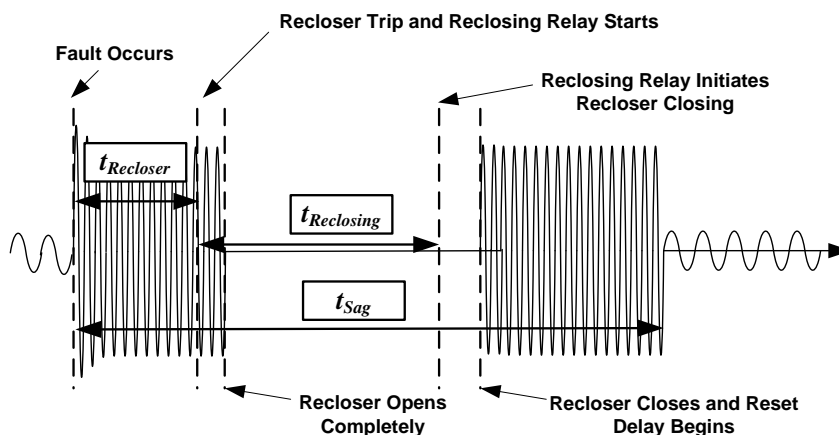 Recloser Trip and Reclosing Relay Starts
Fault Occurs
Reclosing Relay Initiates
Recloser Closing
tRecloser
tReclosing
tSag
Recloser Opens
Completely
Recloser Closes and Reset
Delay Begins